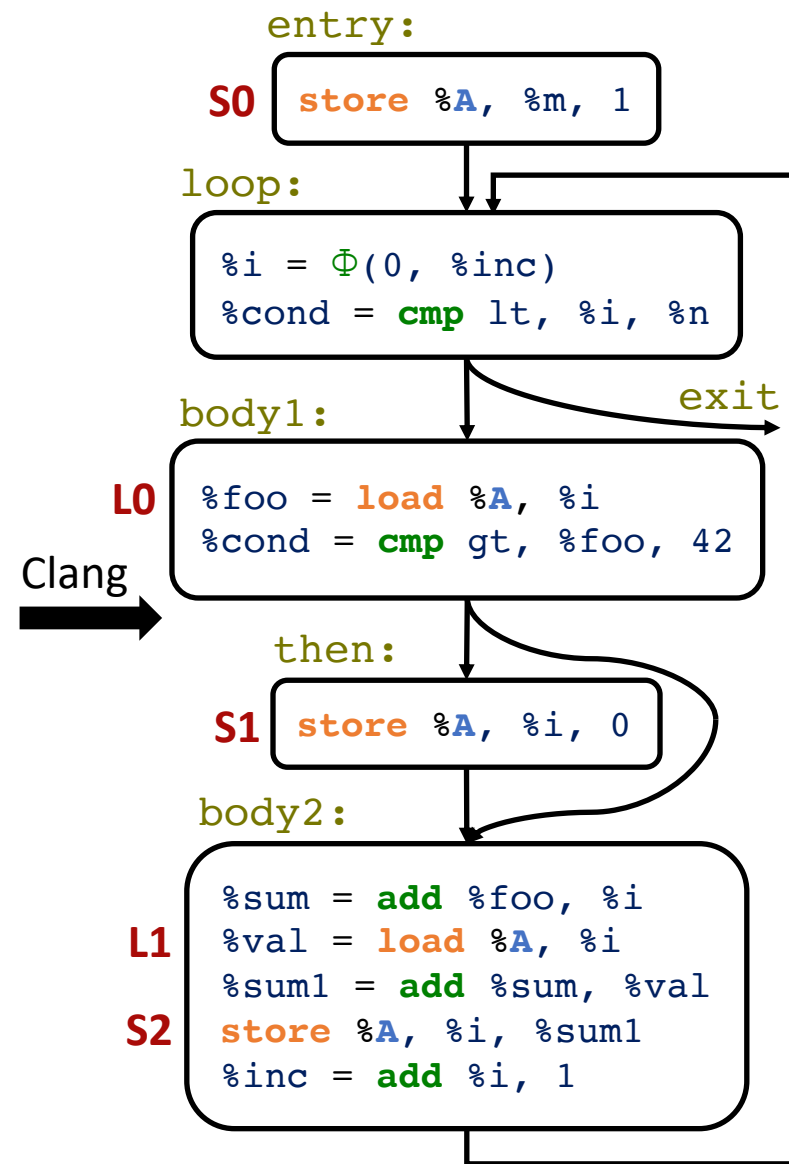 entry:
S0 store %A, %m, 1
loop:
%i = Φ(0, %inc)
%cond = cmp lt, %i, %n
exit
body1:
L0 %foo = load %A, %i
%cond = cmp gt, %foo, 42
Clang
then:
S1 store %A, %i, 0
body2:
%sum = add %foo, %i
L1 %val = load %A, %i
%sum1 = add %sum, %val
S2 store %A, %i, %sum1
%inc = add %i, 1